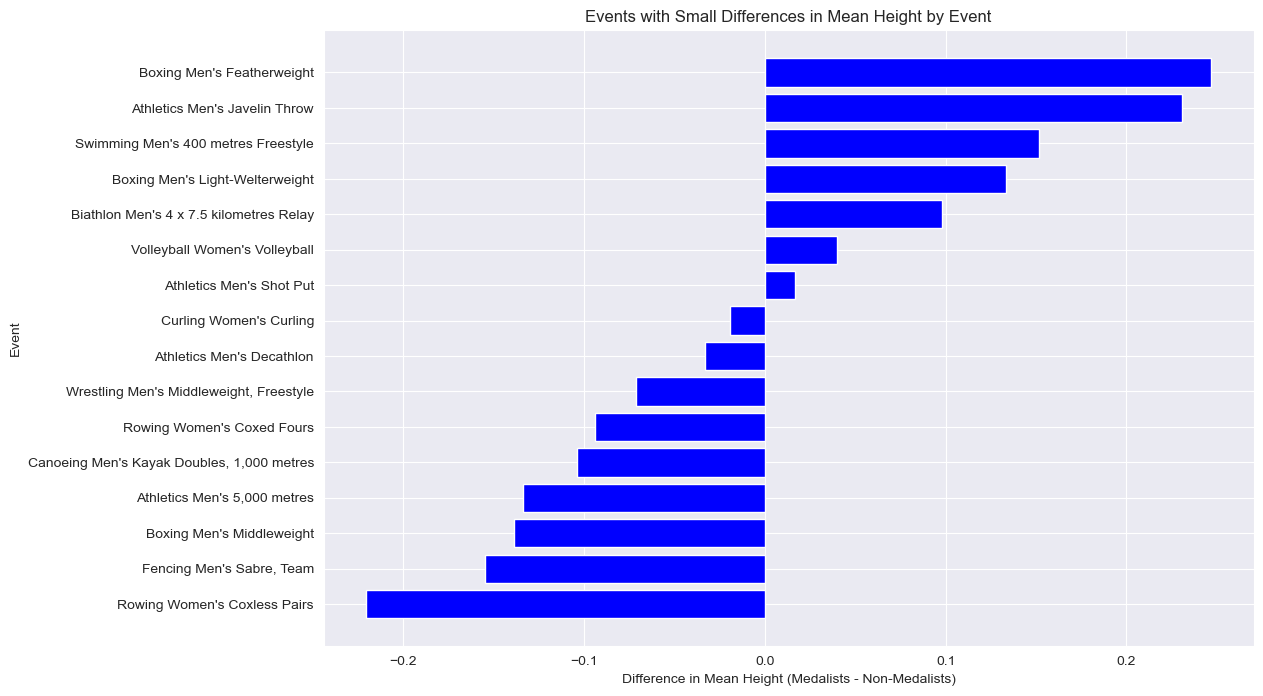 Events with Small Differences in Mean Height by Event
Event
Boxing Men's Featherweight
Athletics Men's Javelin Throw
Swimming Men's 400 metres Freestyle
Boxing Men's Light-Welterweight
Biathlon Men's 4 x 7.5 kilometres Relay
Volleyball Women's Volleyball
Athletics Men's Shot Put
Curling Women's Curling
Athletics Men's Decathlon
Wrestling Men's Middleweight, Freestyle
Rowing Women's Coxed Fours
Canoeing Men's Kayak Doubles, 1,000 metres
Athletics Men's 5,000 metres
Boxing Men's Middleweight
Fencing Men's Sabre, Team
Rowing Women's Coxless Pairs
−0.2 −0.1 0.0 0.1 0.2
Difference in Mean Height (Medalists - Non-Medalists)